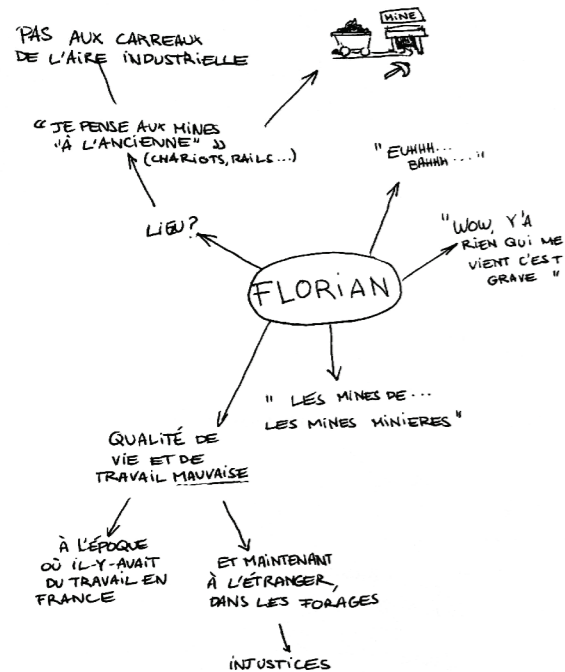 PAS AUX CARREAUX
DE L'AIRE INDUSTRIELLE
MINE
" JE PENSE AUX MINES
"À L'ANCIENNE" "
(CHARIOTS, RAILS...)
LIEU?
"EUHHH...
BAHHH...."
"WOW, Y'A
RIEN QUI ME
VIENT C'EST
GRAVE "
FLORIAN
" LES MINES DE...
LES MINES MINIERES"
QUALITÉ DE
VIE ET DE
TRAVAIL MAUVAISE
À L'ÉPOQUE
OÙ IL-Y-AVAIT
DU TRAVAIL EN
FRANCE
ET MAINTENANT
À L'ÉTRANGER,
DANS LES FORAGES
INJUSTICES